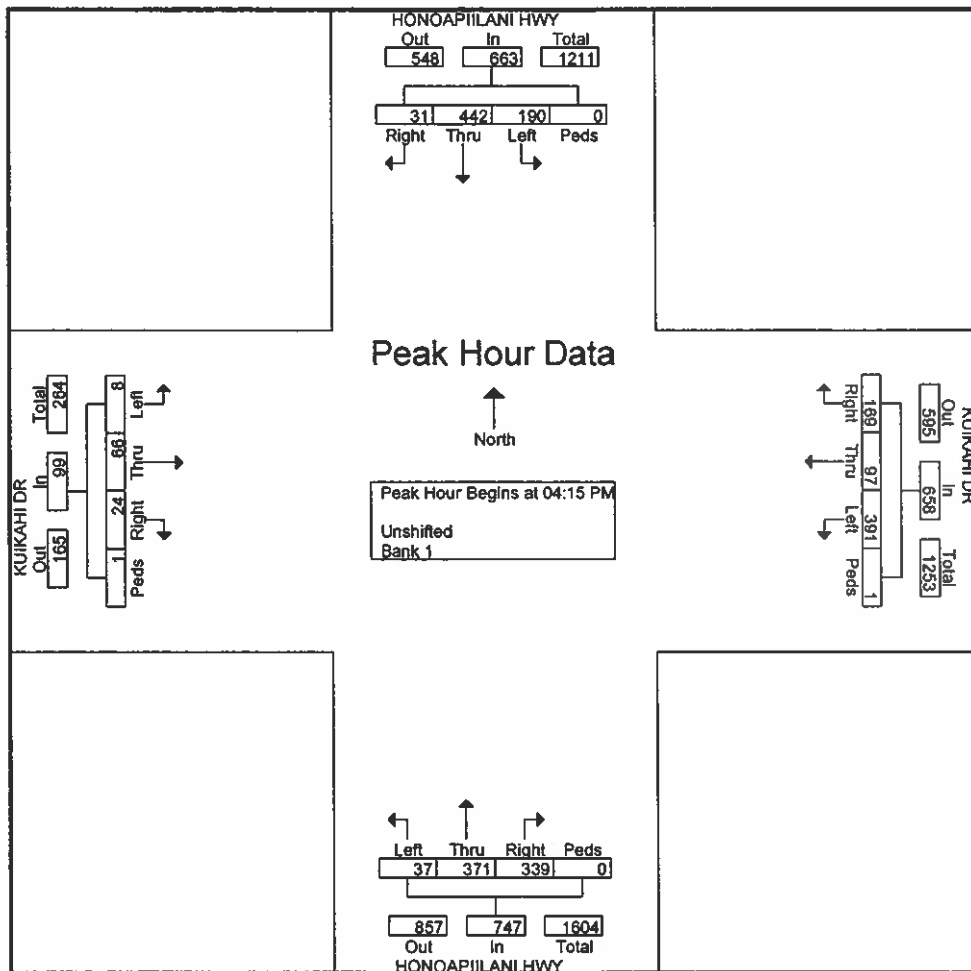 HONOAPIILANI HWY
Out In Total
548 663 1211
31 442 190 0
Right Thru Left Peds
Peak Hour Data
North
Peak Hour Begins at 04:15 PM
Unshifted
Bank 1
KUIKAHI DR
Total In Out
264 99 165
8 66 24 1
Left Thru Right Peds
KUIKAHI DR
Out In Total
595 658 1253
169 97 391 1
Right Thru Left Peds
Left Thru Right Peds
37 371 339 0
857 747 1604
Out In Total
HONOAPIILANI HWY